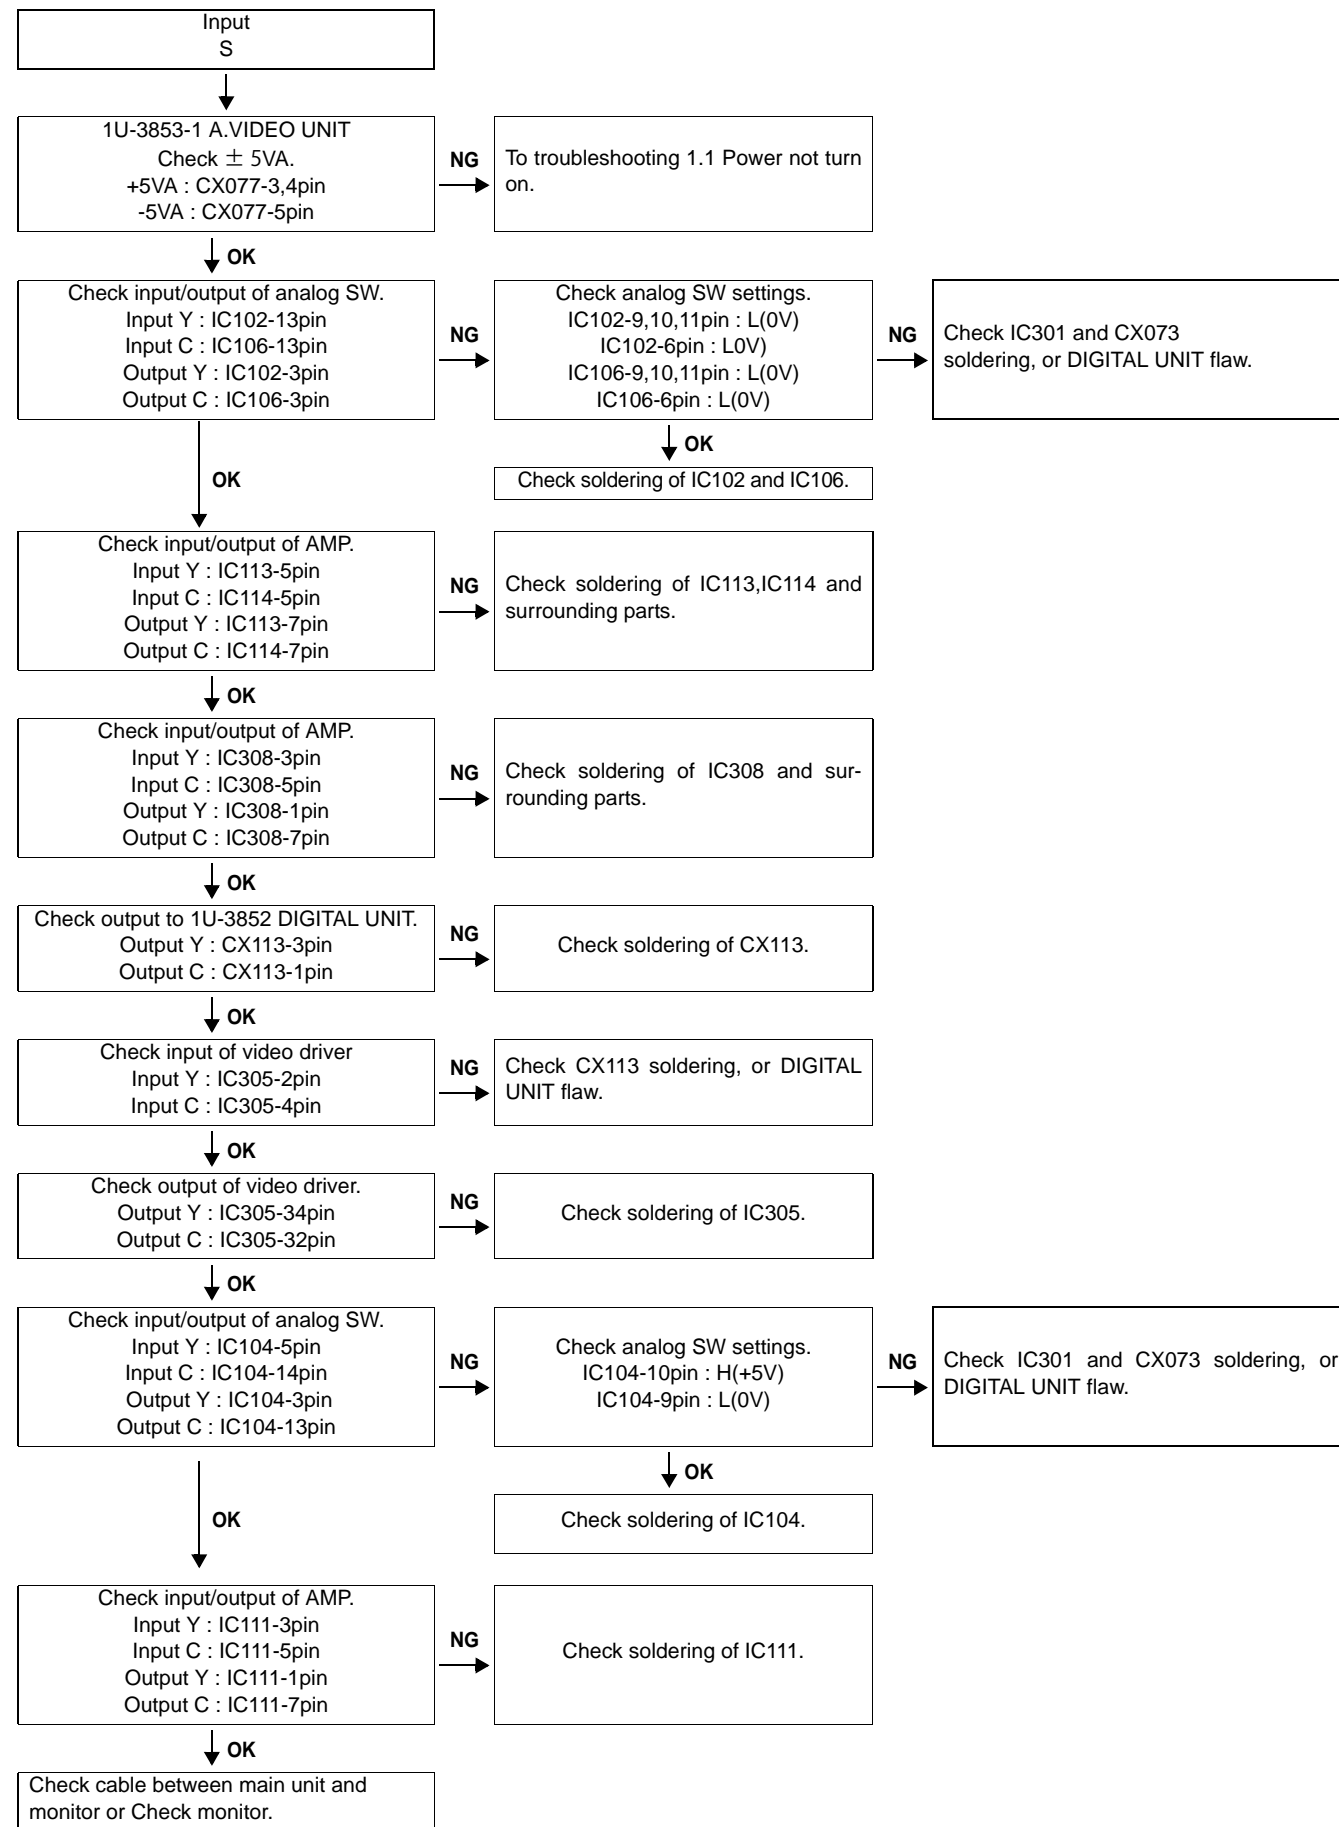 Input
S
1U-3853-1 A.VIDEO UNIT
Check ± 5VA.
+5VA : CX077-3,4pin
-5VA : CX077-5pin
NG
To troubleshooting 1.1 Power not turn
on.
OK
Check input/output of analog SW.
Input Y : IC102-13pin
Input C : IC106-13pin
Output Y : IC102-3pin
Output C : IC106-3pin
NG
Check analog SW settings.
IC102-9,10,11pin : L(0V)
IC102-6pin : L0V)
IC106-9,10,11pin : L(0V)
IC106-6pin : L(0V)
NG
Check IC301 and CX073
soldering, or DIGITAL UNIT flaw.
OK
Check soldering of IC102 and IC106.
OK
Check input/output of AMP.
Input Y : IC113-5pin
Input C : IC114-5pin
Output Y : IC113-7pin
Output C : IC114-7pin
NG
Check soldering of IC113,IC114 and
surrounding parts.
OK
Check input/output of AMP.
Input Y : IC308-3pin
Input C : IC308-5pin
Output Y : IC308-1pin
Output C : IC308-7pin
NG
Check soldering of IC308 and sur-
rounding parts.
OK
Check output to 1U-3852 DIGITAL UNIT.
Output Y : CX113-3pin
Output C : CX113-1pin
NG
Check soldering of CX113.
OK
Check input of video driver
Input Y : IC305-2pin
Input C : IC305-4pin
NG
Check CX113 soldering, or DIGITAL
UNIT flaw.
OK
Check output of video driver.
Output Y : IC305-34pin
Output C : IC305-32pin
NG
Check soldering of IC305.
OK
Check input/output of analog SW.
Input Y : IC104-5pin
Input C : IC104-14pin
Output Y : IC104-3pin
Output C : IC104-13pin
NG
Check analog SW settings.
IC104-10pin : H(+5V)
IC104-9pin : L(0V)
NG
Check IC301 and CX073 soldering, or
DIGITAL UNIT flaw.
OK
Check soldering of IC104.
OK
Check input/output of AMP.
Input Y : IC111-3pin
Input C : IC111-5pin
Output Y : IC111-1pin
Output C : IC111-7pin
NG
Check soldering of IC111.
OK
Check cable between main unit and
monitor or Check monitor.